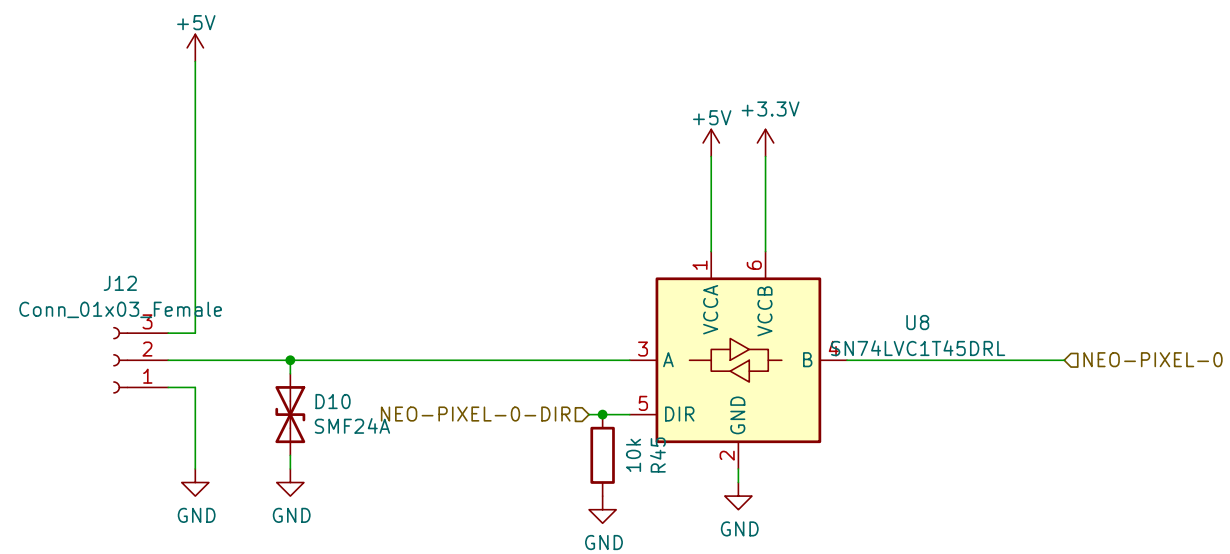 +5V
+5V
+3.3V
1
6
J12
Conn_01x03_Female
3
2
1
VCCA
VCCB
U8
SN74LVC1T45DRL
3
A
B
4
NEO-PIXEL-0
D10
SMF24A
NEO-PIXEL-0-DIR
5
DIR
GND
10k
R45
2
GND
GND
GND
GND